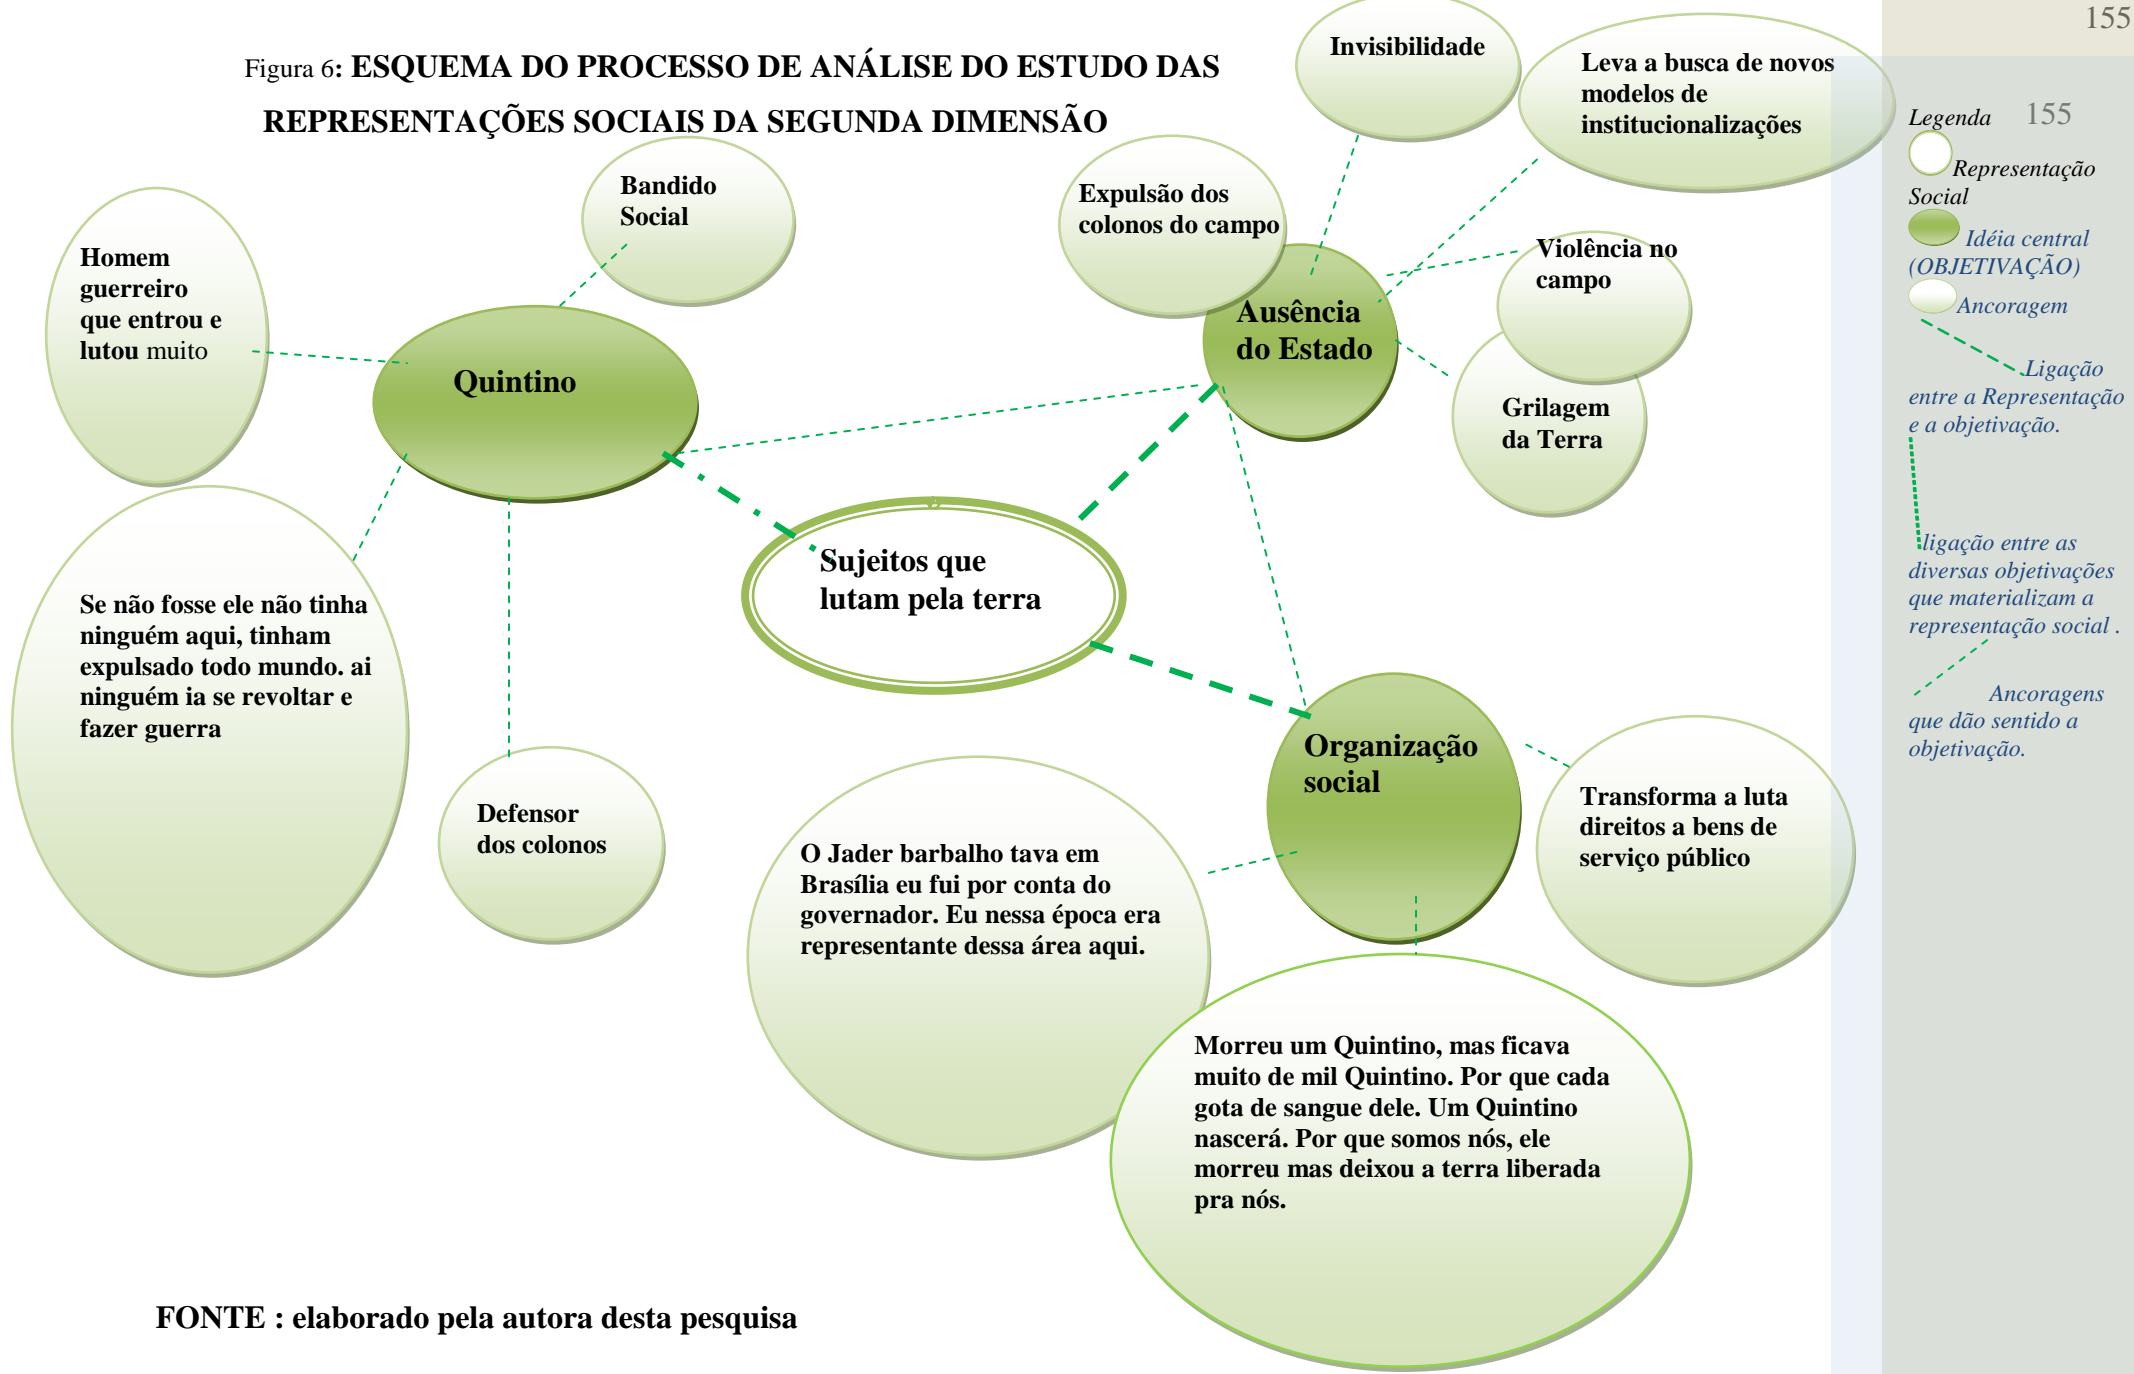 155
Figura 6: ESQUEMA DO PROCESSO DE ANÁLISE DO ESTUDO DAS
REPRESENTAÇÕES SOCIAIS DA SEGUNDA DIMENSÃO
Invisibilidade
Leva a busca de novos
modelos de
institucionalizações
Bandido
Social
Expulsão dos
colonos do campo
Homem
guerreiro
que entrou e
lutou muito
Violência no
campo
Quintino
Ausência
do Estado
Grilagem
da Terra
Sujeitos que
lutam pela terra
Se não fosse ele não tinha
ninguém aqui, tinham
expulsado todo mundo. ai
ninguém ia se revoltar e
fazer guerra
Defensor
dos colonos
Organização
social
O Jader barbalho tava em
Brasília eu fui por conta do
governador. Eu nessa época era
representante dessa área aqui.
Transforma a luta
direitos a bens de
serviço público
Morreu um Quintino, mas ficava
muito de mil Quintino. Por que cada
gota de sangue dele. Um Quintino
nascerá. Por que somos nós, ele
morreu mas deixou a terra liberada
pra nós.
FONTE : elaborado pela autora desta pesquisa
Legenda
155
Representação
Social
Idéia central
(OBJETIVAÇÃO)
Ancoragem
Ligação
entre a Representação
e a objetivação.
ligação entre as
diversas objetivações
que materializam a
representação social .
Ancoragens
que dão sentido a
objetivação.